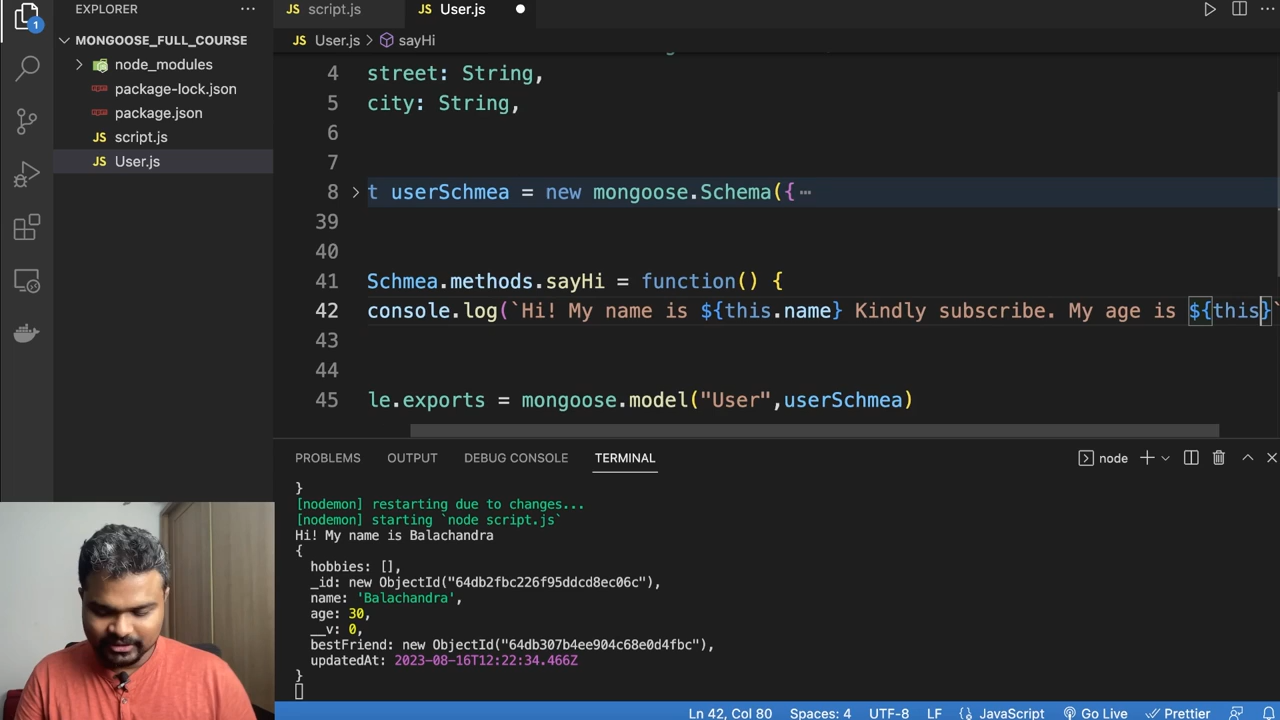 1
EXPLORER
MONGOOSE_FULL_COURSE
node_modules
package-lock.json
package.json
JS script.js
JS User.js
JS script.js JS User.js
JS User.js > sayHi
4 street: String,
5 city: String,
6
7
8 t userSchmea = new mongoose.Schema({
39
40
41 Schmea.methods.sayHi = function() {
42 console.log(`Hi! My name is ${this.name} Kindly subscribe. My age is ${this}`
43
44
45 le.exports = mongoose.model("User",userSchmea)
PROBLEMS OUTPUT DEBUG CONSOLE TERMINAL node
}
[nodemon] restarting due to changes...
[nodemon] starting `node script.js`
Hi! My name is Balachandra
{
hobbies: [],
_id: new ObjectId("64db2fbc226f95ddcd8ec06c"),
name: 'Balachandra',
age: 30,
__v: 0,
bestFriend: new ObjectId("64db307b4ee904c68e0d4fbc"),
updatedAt: 2023-08-16T12:22:34.466Z
}
Ln 42, Col 80 Spaces: 4 UTF-8 LF {} JavaScript Go Live Prettier